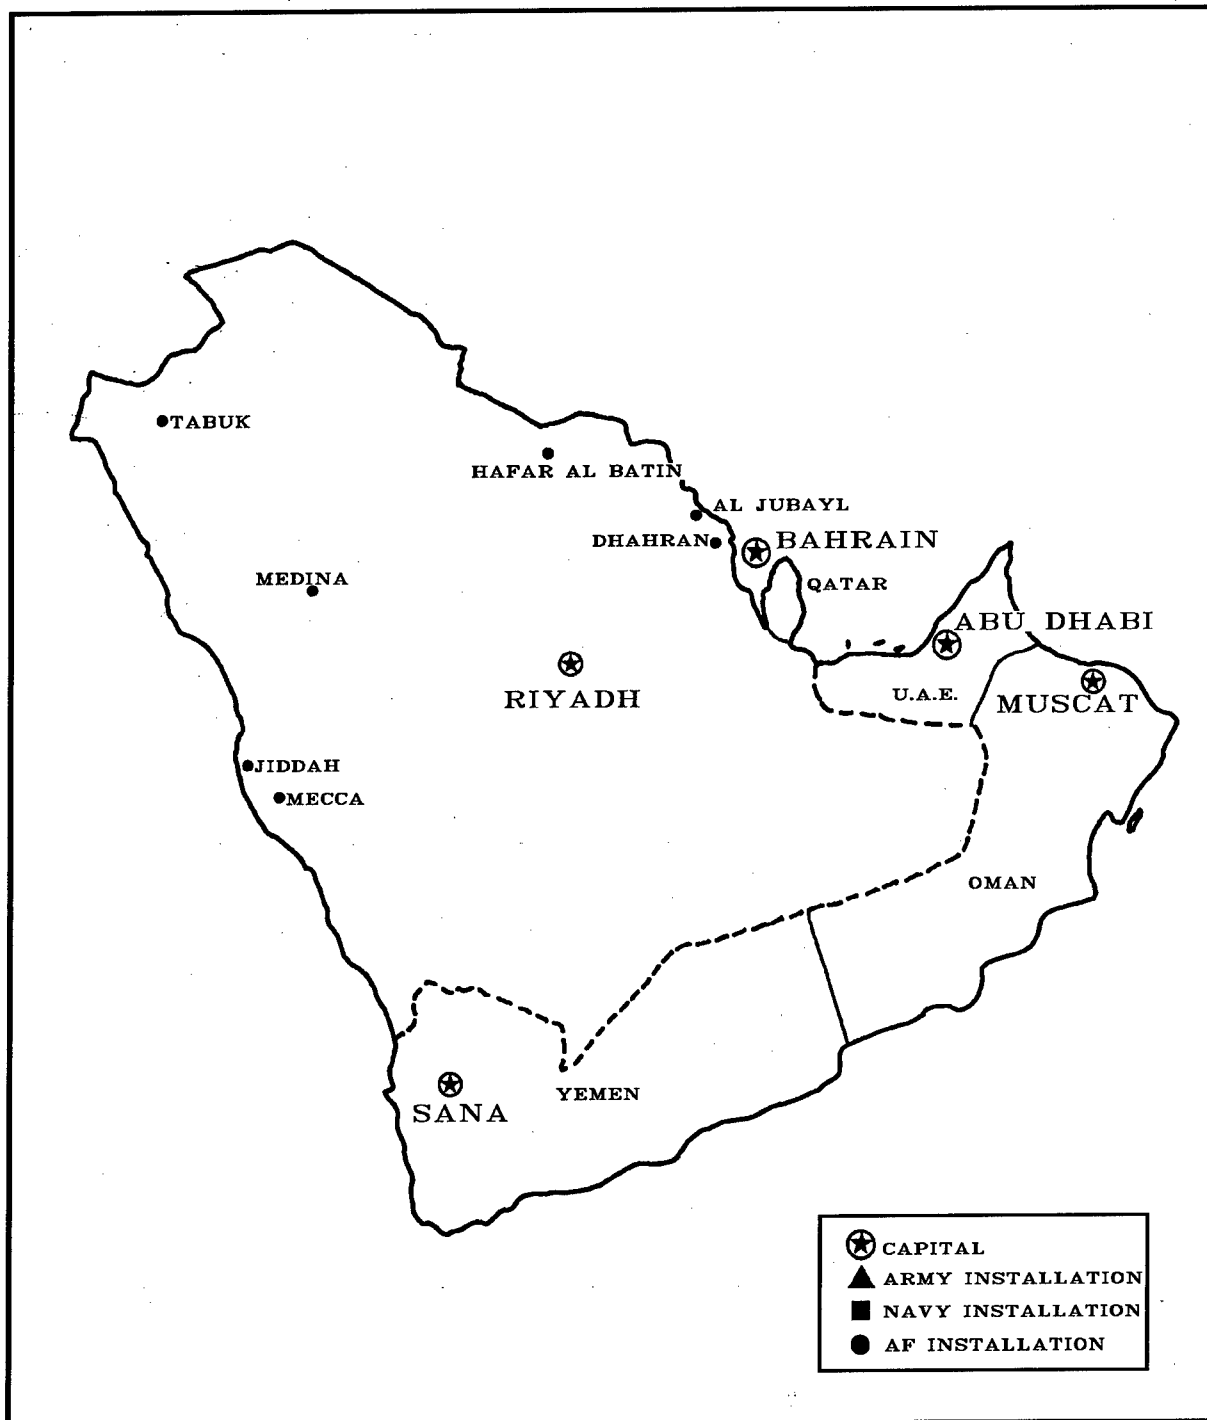 TABUK
HAFAR AL BATIN
AL JUBAYL
DHAHRAN
BAHRAIN
MEDINA
QATAR
ABU DHABI
RIYADH
U.A.E.
MUSCAT
JIDDAH
MECCA
OMAN
YEMEN
SANA
CAPITAL
ARMY INSTALLATION
NAVY INSTALLATION
AF INSTALLATION